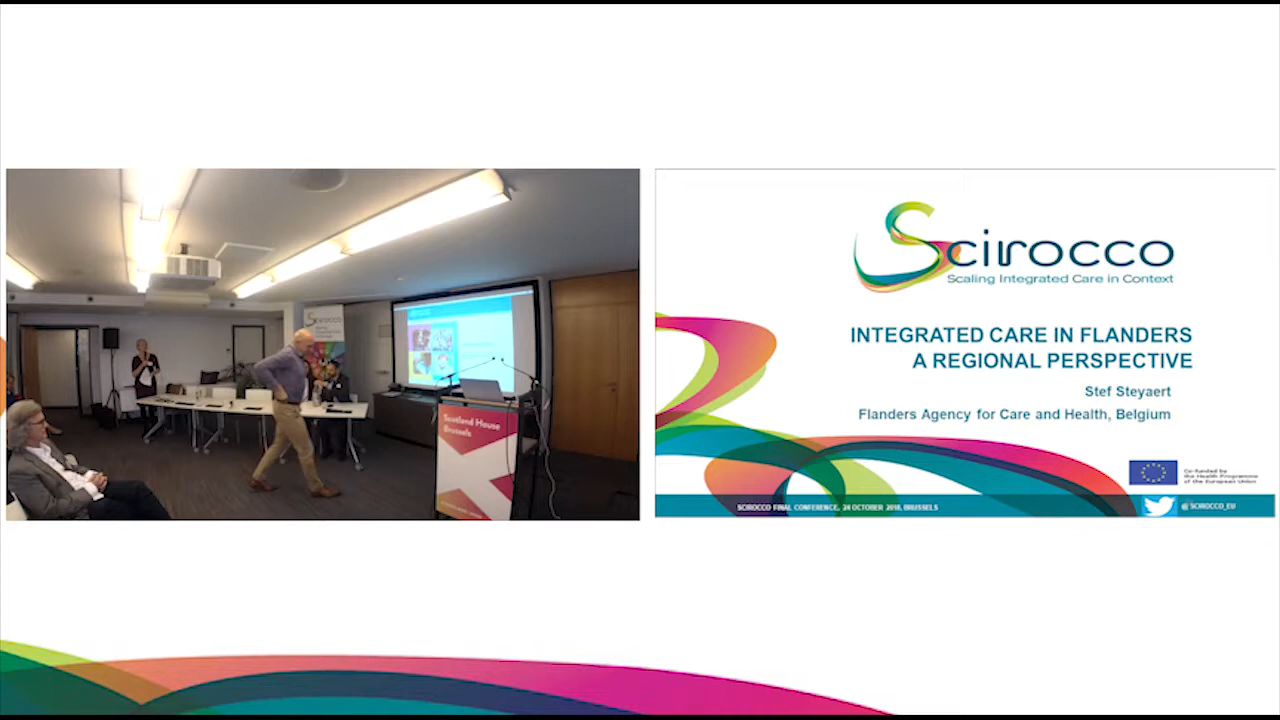 Scirocco
Scotland House
Brussels
Scirocco
Scaling Integrated Care in Context
INTEGRATED CARE IN FLANDERS
A REGIONAL PERSPECTIVE
Stef Steyaert
Flanders Agency for Care and Health, Belgium
Co-funded by
the Health Programme
of the European Union
SCIROCCO FINAL CONFERENCE, 24 OCTOBER 2018, BRUSSELS
@SCIROCCO_EU